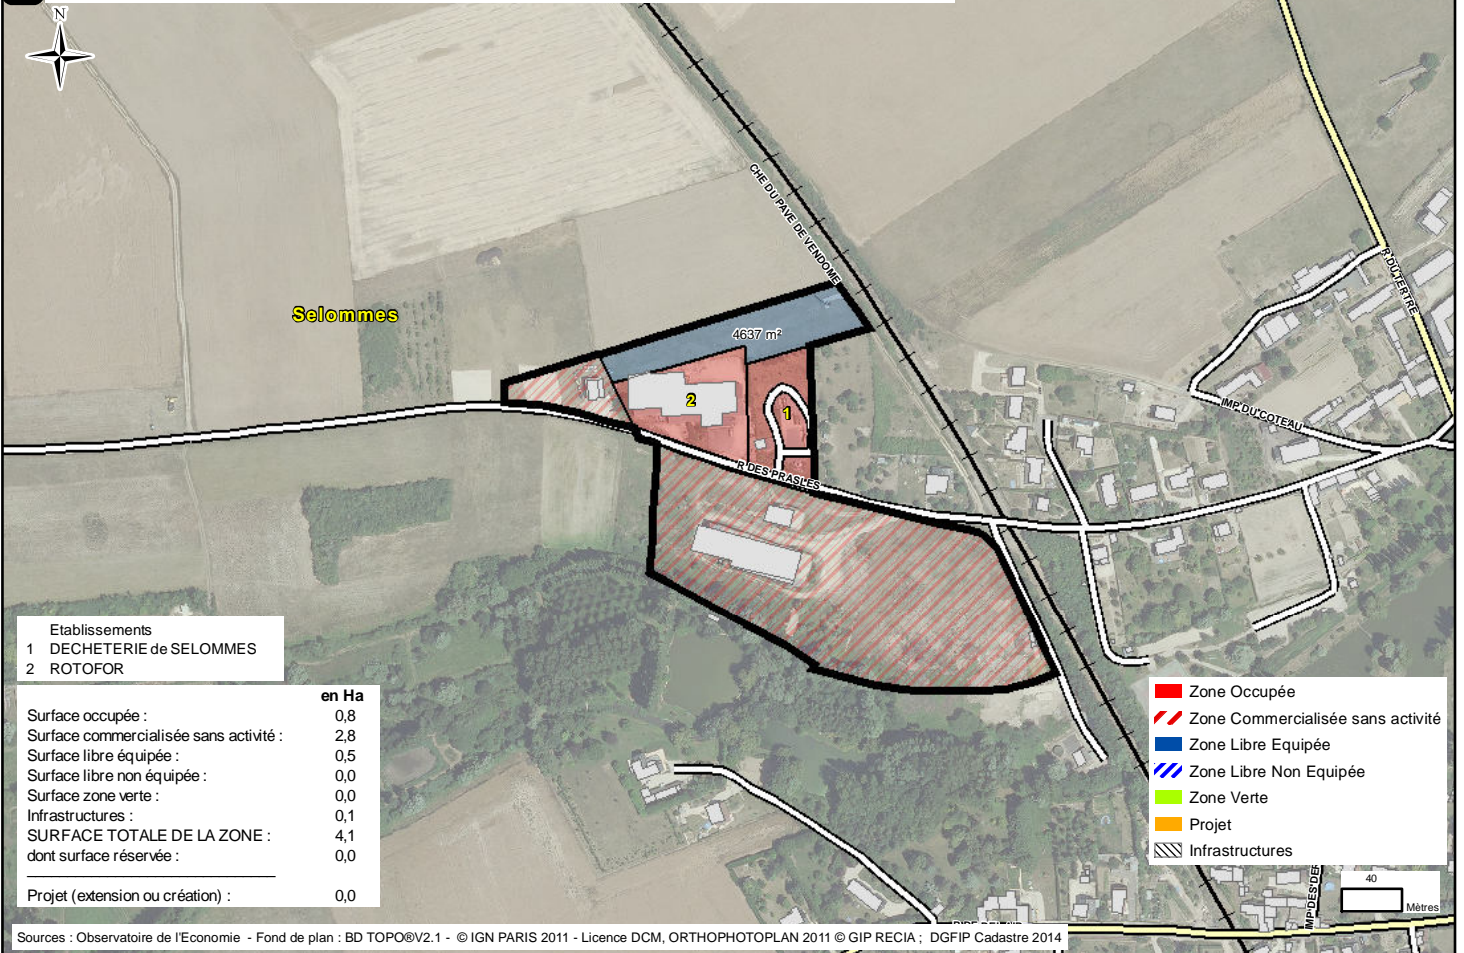 N
CHE DU PAVE DE VENDOME
R DU TERTRE
Selommes
4637 m²
2
1
IMP DU COTEAU
R DES PRASLES
Etablissements
1 DECHETERIE de SELOMMES
2 ROTOFOR
en Ha
Surface occupée : 0,8
Surface commercialisée sans activité : 2,8
Surface libre équipée : 0,5
Surface libre non équipée : 0,0
Surface zone verte : 0,0
Infrastructures : 0,1
SURFACE TOTALE DE LA ZONE : 4,1
dont surface réservée : 0,0
Projet (extension ou création) : 0,0
Zone Occupée
Zone Commercialisée sans activité
Zone Libre Equipée
Zone Libre Non Equipée
Zone Verte
Projet
Infrastructures
40
Mètres
IMP DES
Sources : Observatoire de l'Economie - Fond de plan : BD TOPO®V2.1 - © IGN PARIS 2011 - Licence DCM, ORTHOPHOTOPLAN 2011 © GIP RECIA ; DGFIP Cadastre 2014